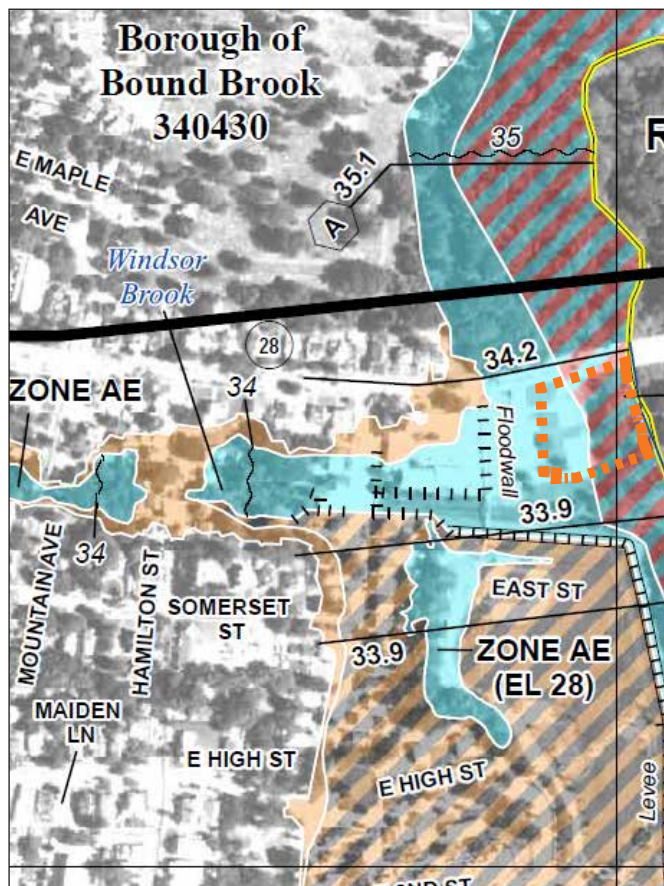 Borough of
Bound Brook
340430
E MAPLE
AVE
35
35.1
A
R
Windsor
Brook
28
34.2
ZONE AE
34
Floodwall
33.9
34
MOUNTAIN AVE
HAMILTON ST
SOMERSET
ST
EAST ST
33.9
ZONE AE
(EL 28)
MAIDEN
LN
E HIGH ST
E HIGH ST
Levee
2ND ST